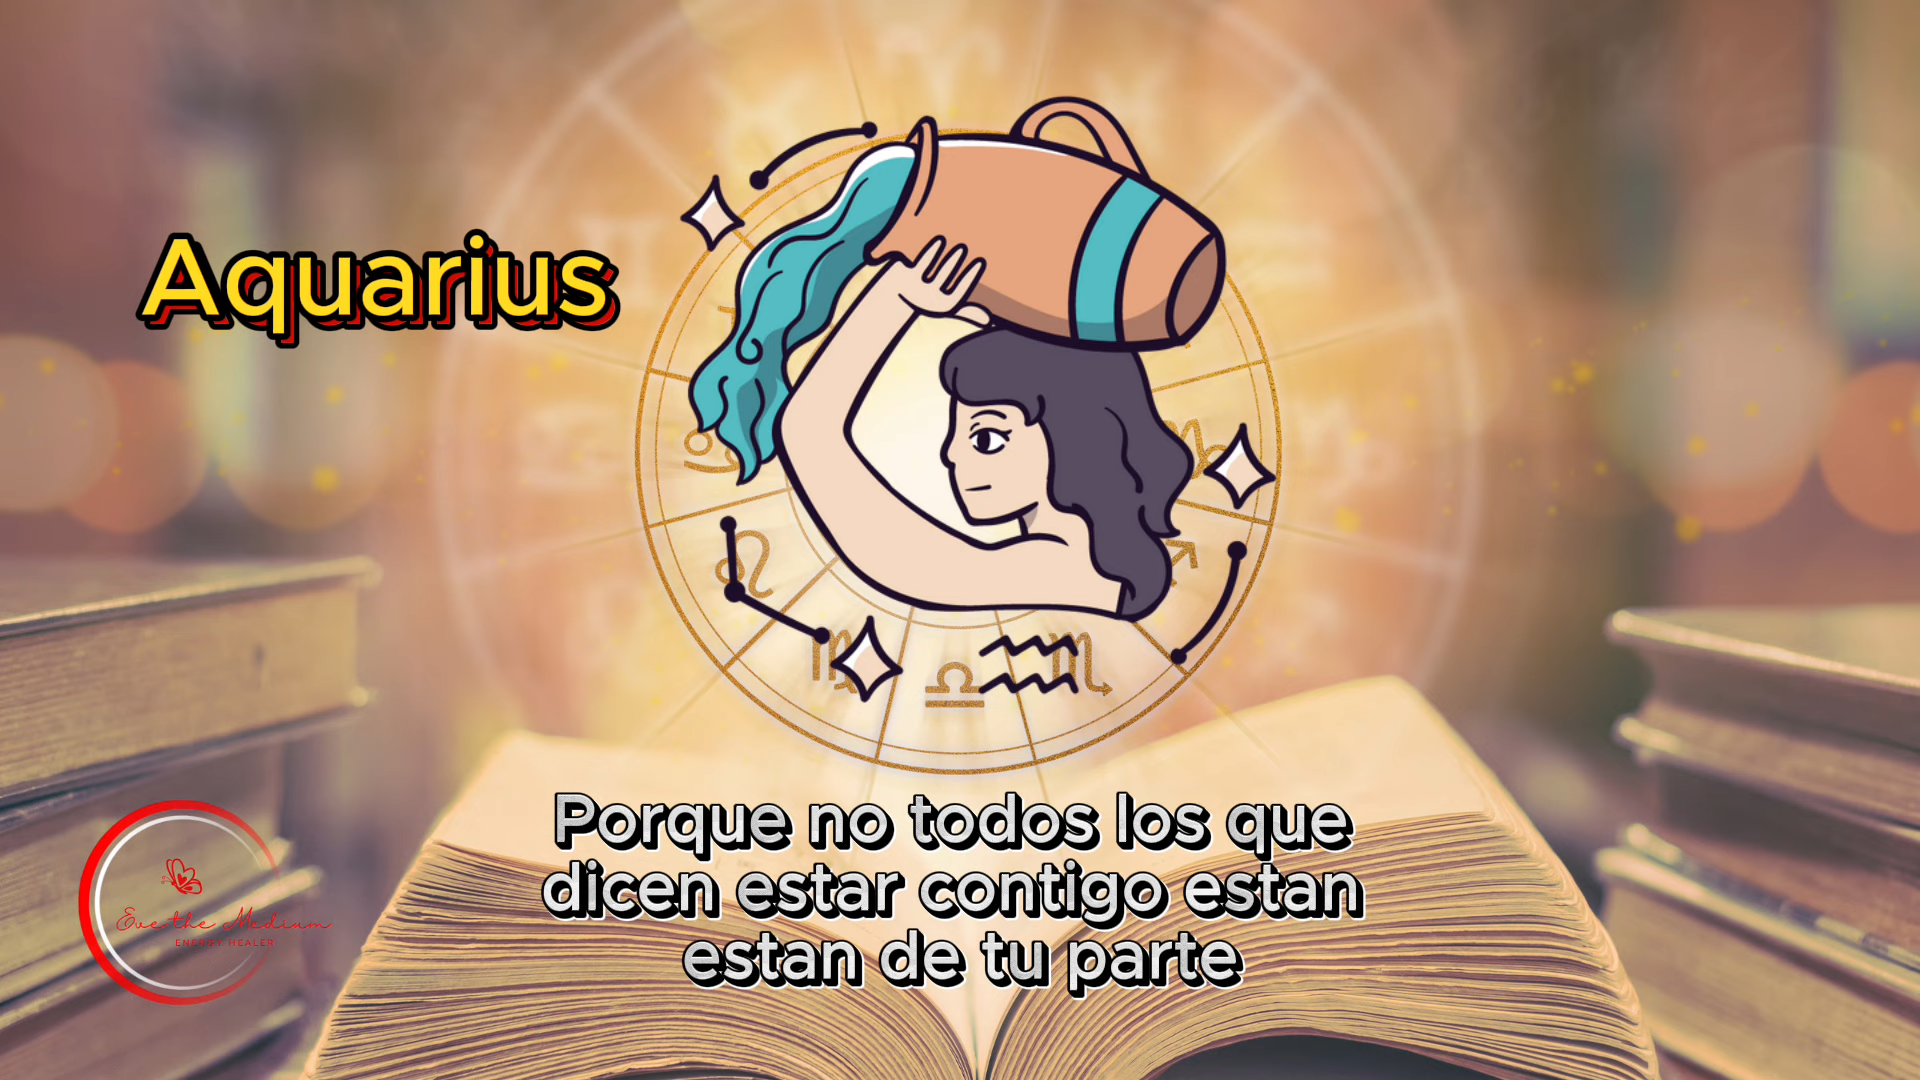 Aquarius
Porque no todos los que
dicen estar contigo estan
estan de tu parte
Eve the Medium
ENERGY HEALER